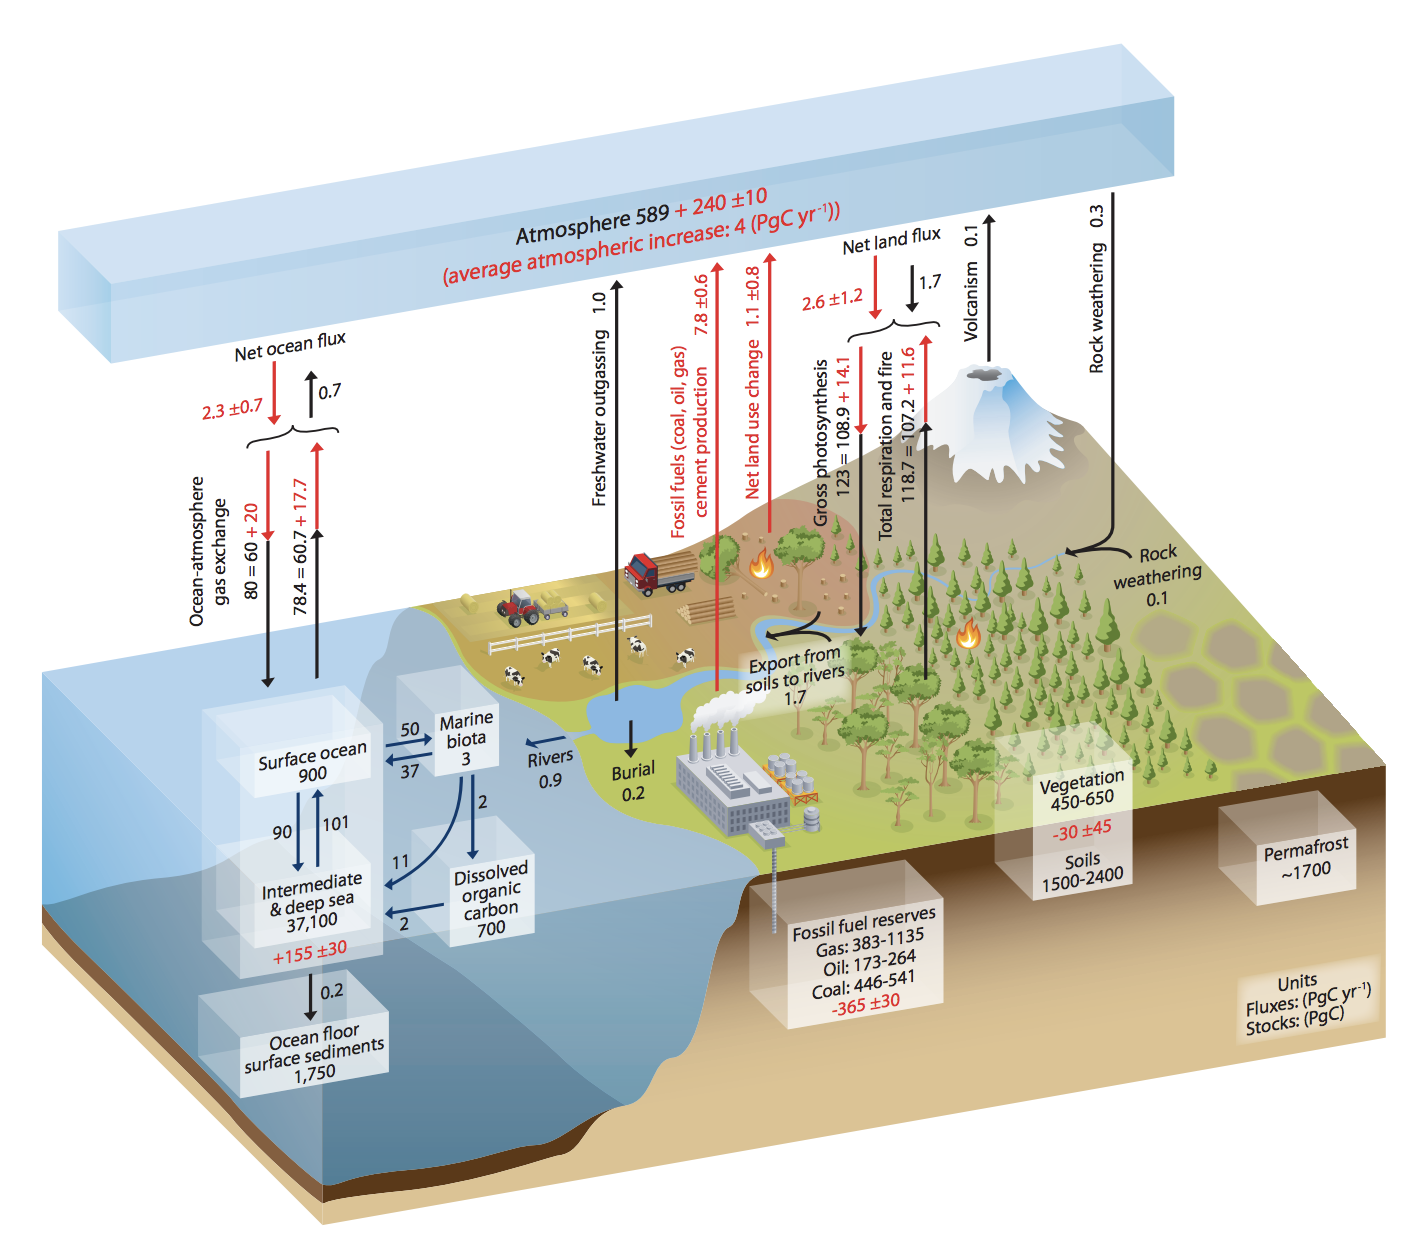 Atmosphere 589 + 240 ±10
(average atmospheric increase: 4 (PgC yr⁻¹))
Net ocean flux
2.3 ±0.7
0.7
Ocean-atmosphere
gas exchange
80 = 60 + 20
78.4 = 60.7 + 17.7
Freshwater outgassing 1.0
Fossil fuels (coal, oil, gas)
cement production 7.8 ±0.6
Net land use change 1.1 ±0.8
Net land flux
2.6 ±1.2
1.7
Gross photosynthesis
123 = 108.9 + 14.1
Total respiration and fire
118.7 = 107.2 + 11.6
Volcanism 0.1
Rock weathering 0.3
Rock
weathering
0.1
Export from
soils to rivers
1.7
Surface ocean
900
50
37
Marine
biota
3
Rivers
0.9
Burial
0.2
90
101
2
11
Intermediate
& deep sea
37,100
+155 ±30
Dissolved
organic
carbon
700
2
0.2
Ocean floor
surface sediments
1,750
Vegetation
450-650
-30 ±45
Soils
1500-2400
Permafrost
~1700
Fossil fuel reserves
Gas: 383-1135
Oil: 173-264
Coal: 446-541
-365 ±30
Units
Fluxes: (PgC yr⁻¹)
Stocks: (PgC)